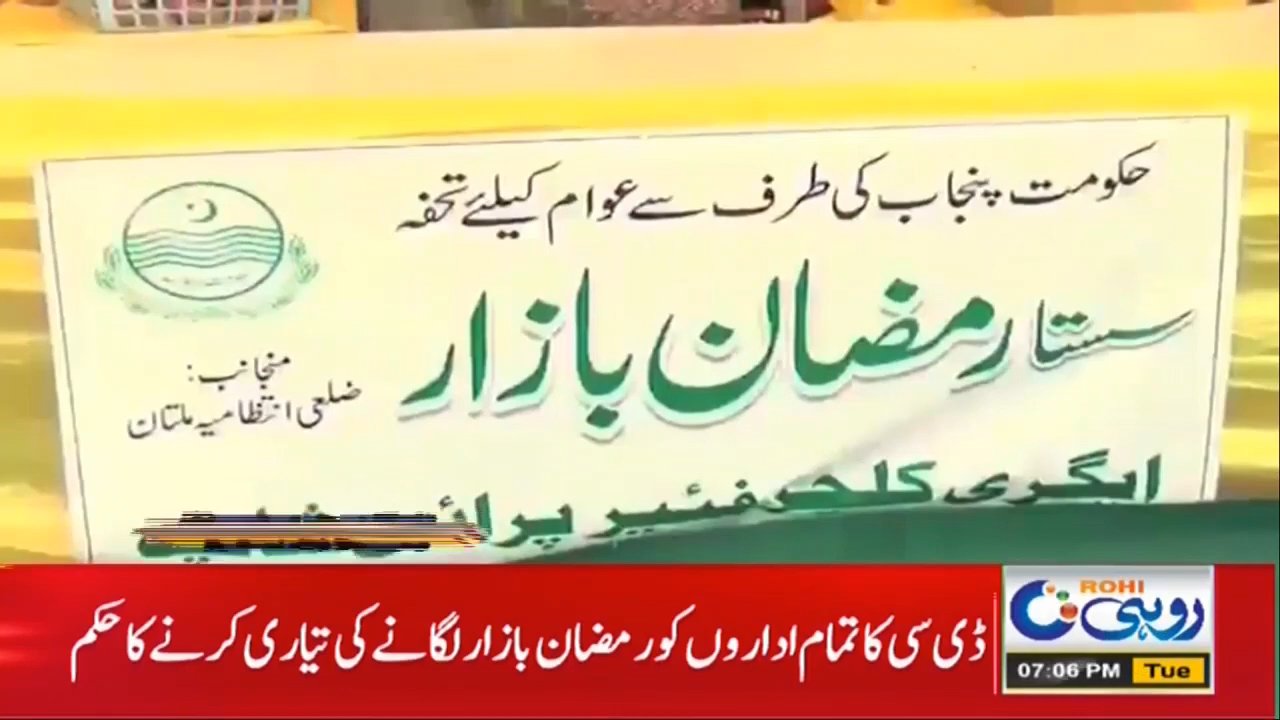 حکومت پنجاب کی طرف سے عوام کیلئے تحفہ
سستا رمضان بازار
منجانب:
ضلعی انتظامیہ ملتان
ایگری کلچر فیئر پرائس
ڈی سی کا تمام اداروں کو رمضان بازار لگانے کی تیاری کرنے کا حکم
ROHI
روہی
07:06 PM Tue